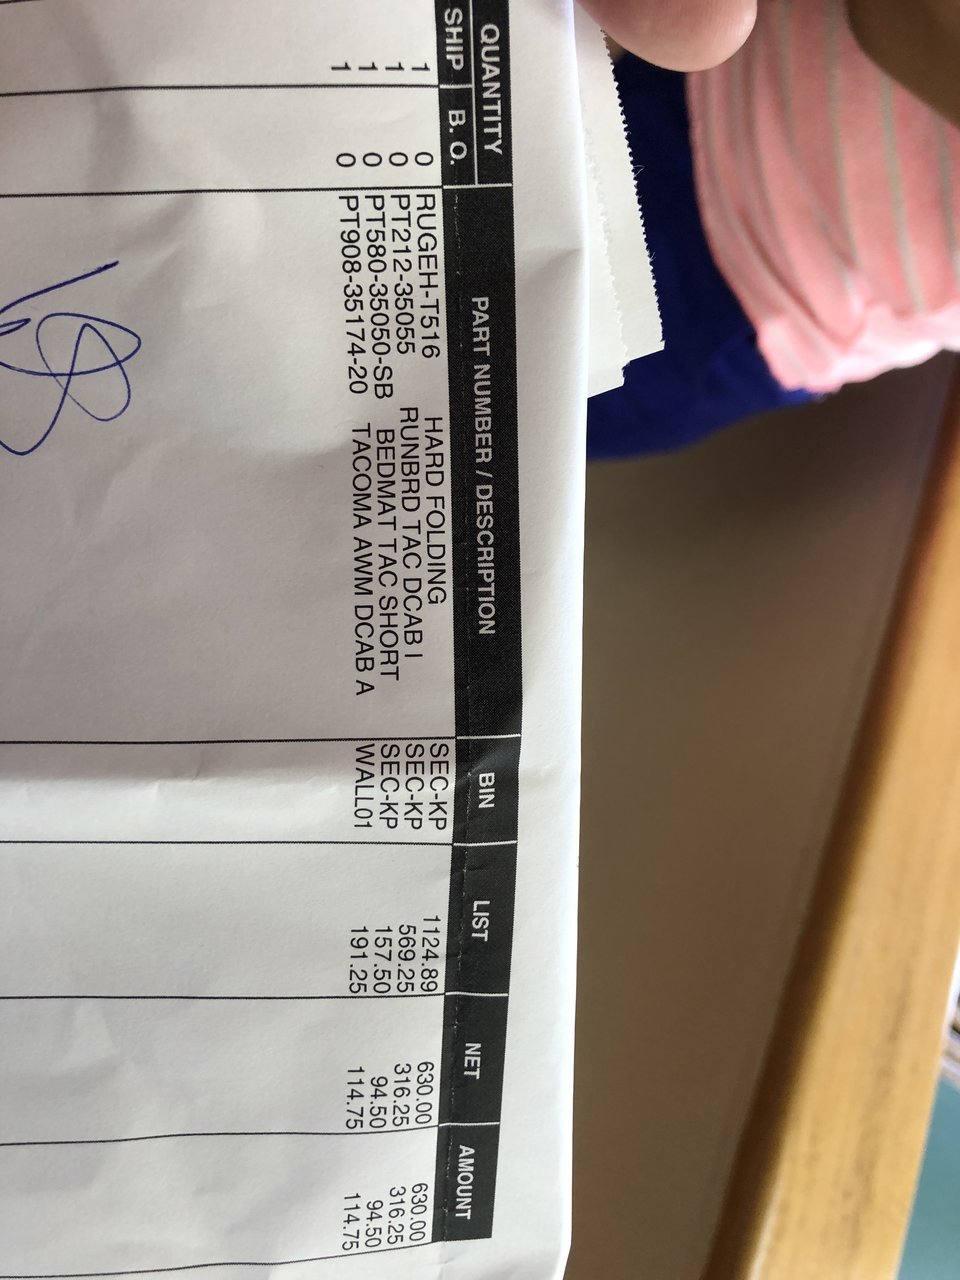 QUANTITY PART NUMBER / DESCRIPTION BIN LIST NET AMOUNT
SHIP B. O.
1 0 RUGEH-T516 HARD FOLDING SEC-KP 1124.89 630.00 630.00
1 0 PT212-35055 RUNBRD TAC DCAB I SEC-KP 569.25 316.25 316.25
1 0 PT580-35050-SB BEDMAT TAC SHORT SEC-KP 157.50 94.50 94.50
1 0 PT908-35174-20 TACOMA AWM DCAB A WALL01 191.25 114.75 114.75